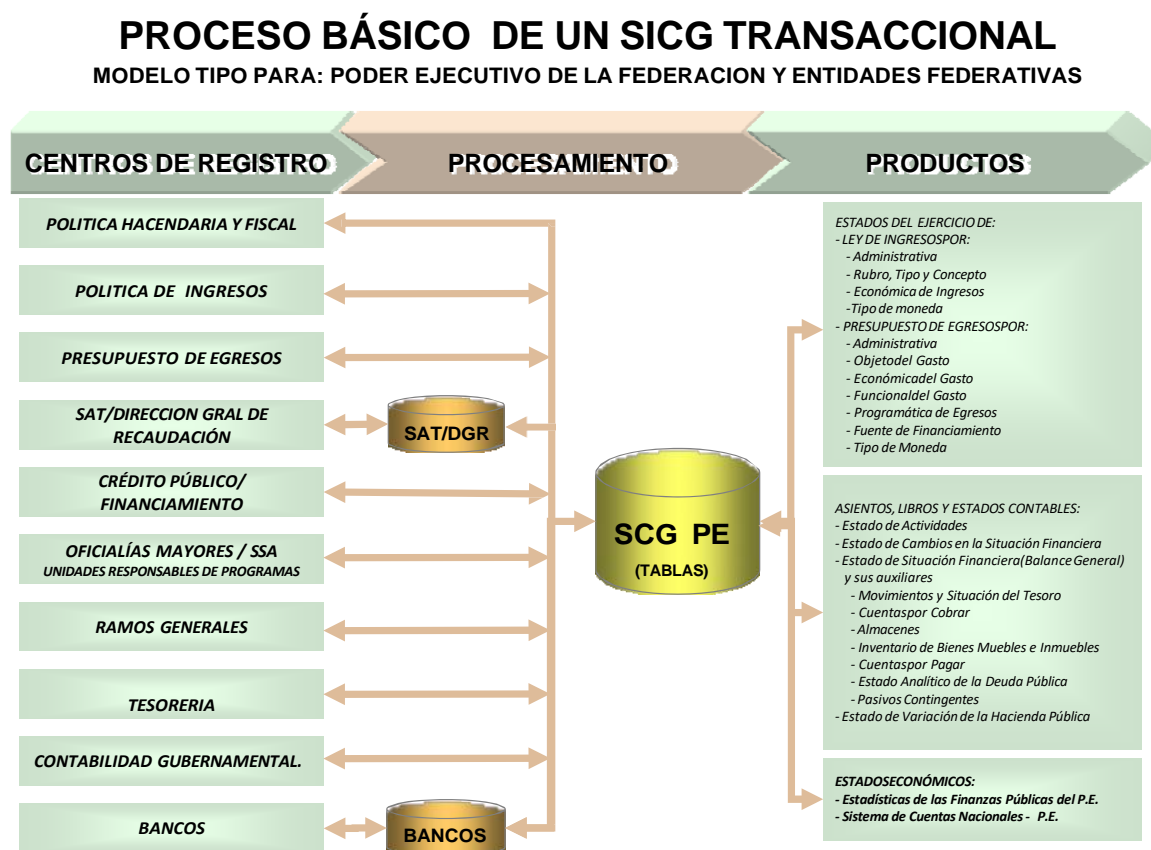 PROCESO BÁSICO DE UN SICG TRANSACCIONAL
MODELO TIPO PARA: PODER EJECUTIVO DE LA FEDERACION Y ENTIDADES FEDERATIVAS
CENTROS DE REGISTRO
PROCESAMIENTO
PRODUCTOS
POLITICA HACENDARIA Y FISCAL
POLITICA DE INGRESOS
PRESUPUESTO DE EGRESOS
SAT/DIRECCION GRAL DE
RECAUDACIÓN
CRÉDITO PÚBLICO/
FINANCIAMIENTO
OFICIALÍAS MAYORES / SSA
UNIDADES RESPONSABLES DE PROGRAMAS
RAMOS GENERALES
TESORERIA
CONTABILIDAD GUBERNAMENTAL.
BANCOS
SAT/DGR
BANCOS
SCG PE
(TABLAS)
ESTADOS DEL EJERCICIO DE:
- LEY DE INGRESOSPOR:
- Administrativa
- Rubro, Tipo y Concepto
- Económica de Ingresos
-Tipo de moneda
- PRESUPUESTO DE EGRESOSPOR:
- Administrativa
- Objetodel Gasto
- Económicadel Gasto
- Funcionaldel Gasto
- Programática de Egresos
- Fuente de Financiamiento
- Tipo de Moneda
ASIENTOS, LIBROS Y ESTADOS CONTABLES:
- Estado de Actividades
- Estado de Cambios en la Situación Financiera
- Estado de Situación Financiera(Balance General)
y sus auxiliares
- Movimientos y Situación del Tesoro
- Cuentaspor Cobrar
- Almacenes
- Inventario de Bienes Muebles e Inmuebles
- Cuentaspor Pagar
- Estado Analítico de la Deuda Pública
- Pasivos Contingentes
- Estado de Variación de la Hacienda Pública
ESTADOSECONÓMICOS:
- Estadísticas de las Finanzas Públicas del P.E.
- Sistema de Cuentas Nacionales - P.E.